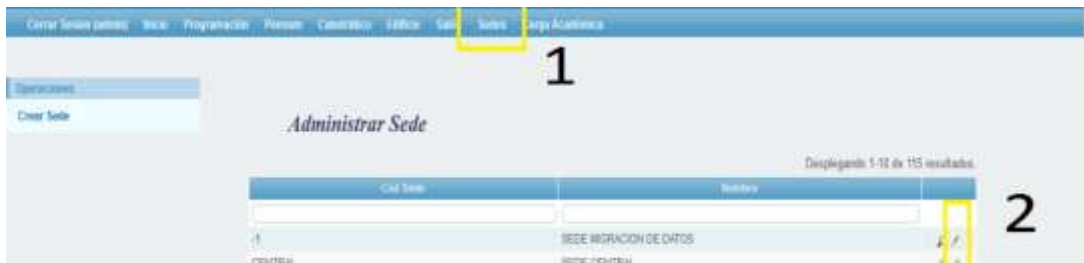 Cerrar Sesion (admin) Inicio Programación Pensum Catedrático Edificio Salón Sedes Carga Académica
1
Operaciones
Crear Sede
Administrar Sede
Desplegando 1-10 de 115 resultados.
Cod Sede Nombre
2
-1 SEDE MIGRACION DE DATOS
CENTRAL SEDE CENTRAL